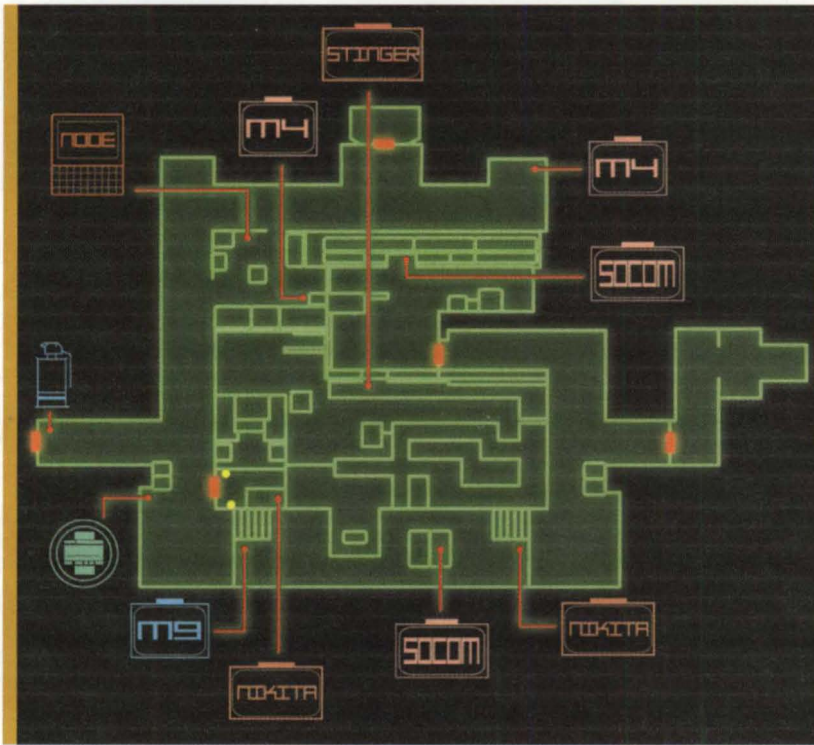 STINGER
M4
NODE
M4
SOCOM
M9
SOCOM
NIKITA
NIKITA